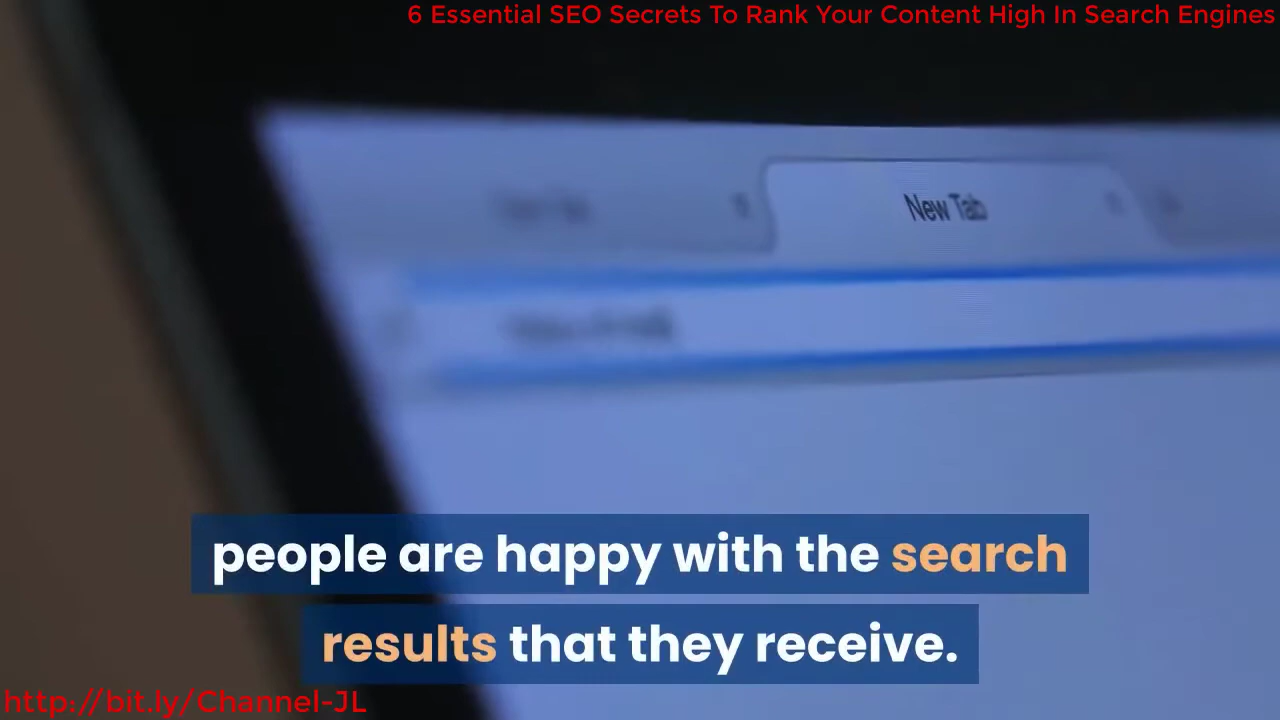 6 Essential SEO Secrets To Rank Your Content High In Search Engines
New Tab
people are happy with the search
results that they receive.
http://bit.ly/Channel-JL